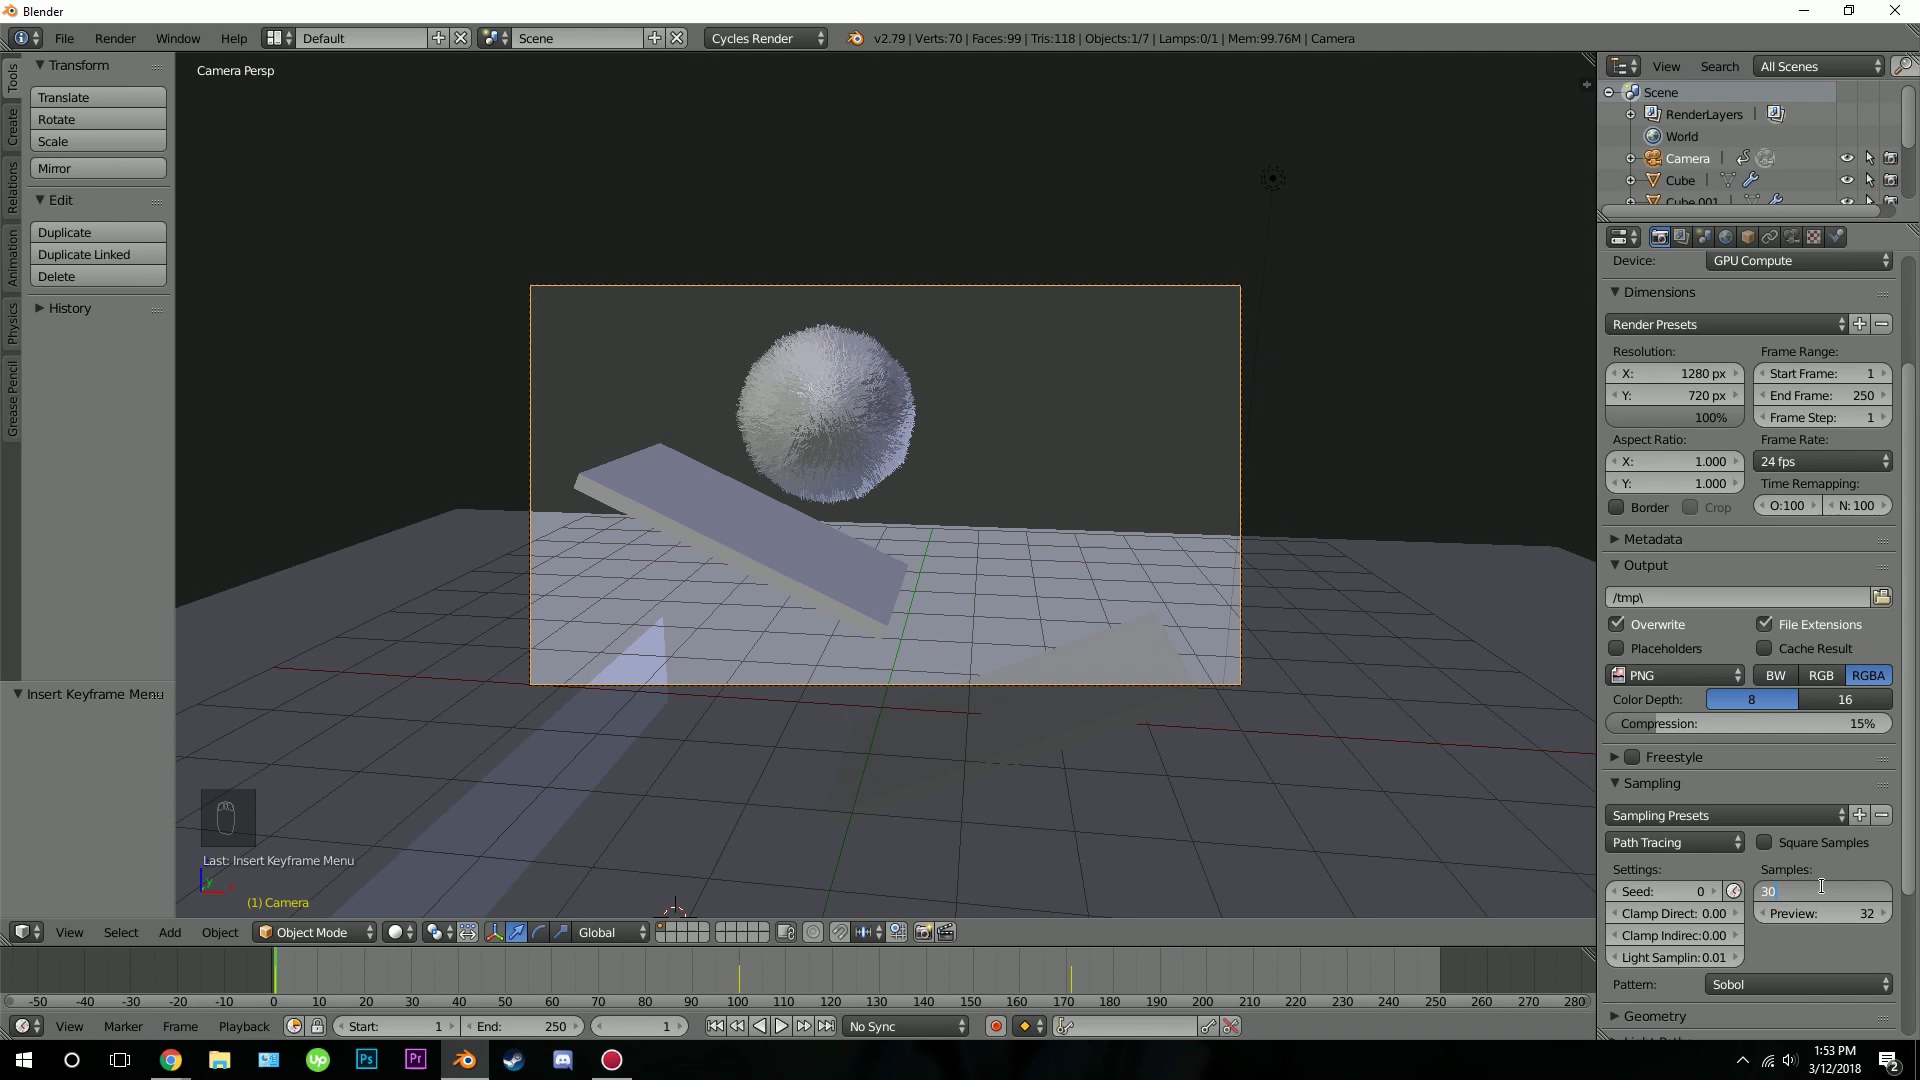 Blender
File Render Window Help Default Scene Cycles Render v2.79 | Verts:70 | Faces:99 | Tris:118 | Objects:1/7 | Lamps:0/1 | Mem:99.76M | Camera
Tools
Create
Relations
Animation
Physics
Grease Pencil
Transform
Translate
Rotate
Scale
Mirror
Edit
Duplicate
Duplicate Linked
Delete
History
Insert Keyframe Menu
Camera Persp
Last: Insert Keyframe Menu
(1) Camera
View Search All Scenes
Scene
RenderLayers
World
Camera
Cube
Cube.001
Device: GPU Compute
Dimensions
Render Presets
Resolution: Frame Range:
X: 1280 px Start Frame: 1
Y: 720 px End Frame: 250
100% Frame Step: 1
Aspect Ratio: Frame Rate:
X: 1.000 24 fps
Y: 1.000 Time Remapping:
Border Crop O:100 N: 100
Metadata
Output
/tmp\
Overwrite File Extensions
Placeholders Cache Result
PNG BW RGB RGBA
Color Depth: 8 16
Compression: 15%
Freestyle
Sampling
Sampling Presets
Path Tracing Square Samples
Settings: Samples:
Seed: 0 30
Clamp Direct: 0.00 Preview: 32
Clamp Indirec:0.00
Light Samplin:0.01
Pattern: Sobol
Geometry
View Select Add Object Object Mode Global
-50 -40 -30 -20 -10 0 10 20 30 40 50 60 70 80 90 100 110 120 130 140 150 160 170 180 190 200 210 220 230 240 250 260 270 280
View Marker Frame Playback Start: 1 End: 250 1 No Sync
1:53 PM
3/12/2018